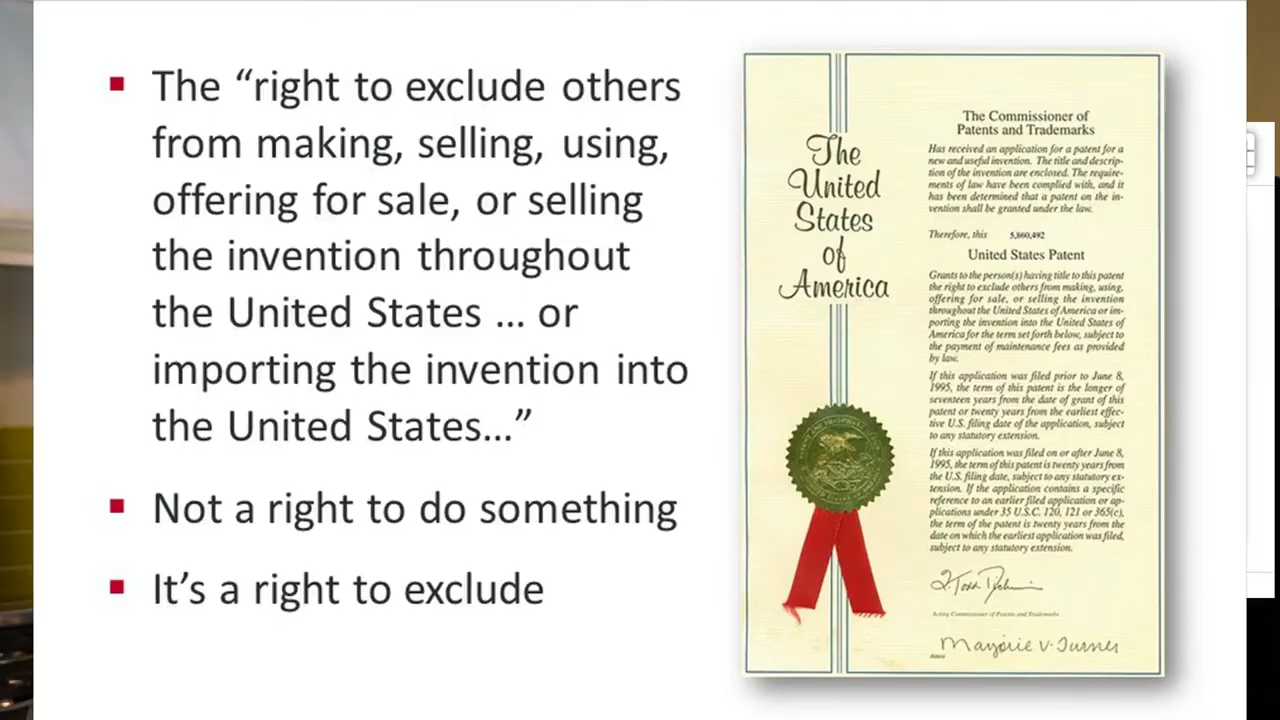 The “right to exclude others
from making, selling, using,
offering for sale, or selling
the invention throughout
the United States ... or
importing the invention into
the United States...”
Not a right to do something
It’s a right to exclude
The
United
States
of
America
The Commissioner of
Patents and Trademarks
Has received an application for a patent for a
new and useful invention. The title and descrip-
tion of the invention are enclosed. The require-
ments of law have been complied with, and it
has been determined that a patent on the in-
vention shall be granted under the law.
Therefore, this 5,860,492
United States Patent
Grants to the person(s) having title to this patent
the right to exclude others from making, using,
offering for sale, or selling the invention
throughout the United States of America or im-
porting the invention into the United States of
America for the term set forth below, subject to
the payment of maintenance fees as provided
by law.
If this application was filed prior to June 8,
1995, the term of this patent is the longer of
seventeen years from the date of grant of this
patent or twenty years from the earliest effec-
tive U.S. filing date of the application, subject
to any statutory extension.
If this application was filed on or after June 8,
1995, the term of this patent is twenty years from
the U.S. filing date, subject to any statutory ex-
tension. If the application contains a specific
reference to an earlier filed application or ap-
plications under 35 U.S.C. 120, 121 or 365(c),
the term of the patent is twenty years from the
date on which the earliest application was filed,
subject to any statutory extension.
Acting Commissioner of Patents and Trademarks
Marjorie V. Turner
Attest